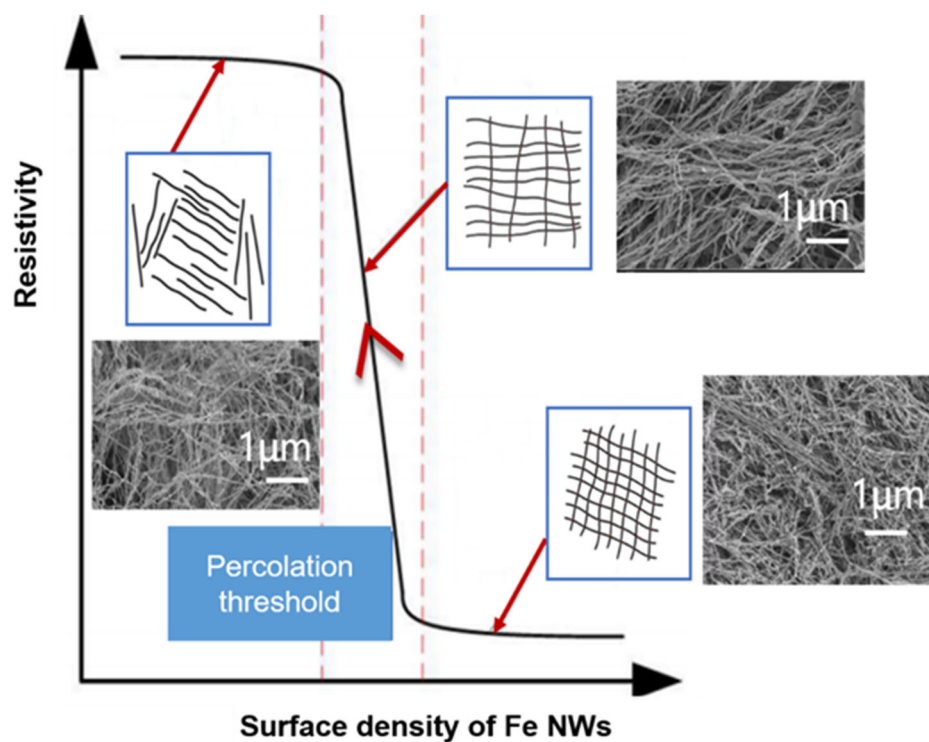 Resistivity
1μm
1μm
Percolation
threshold
1μm
Surface density of Fe NWs